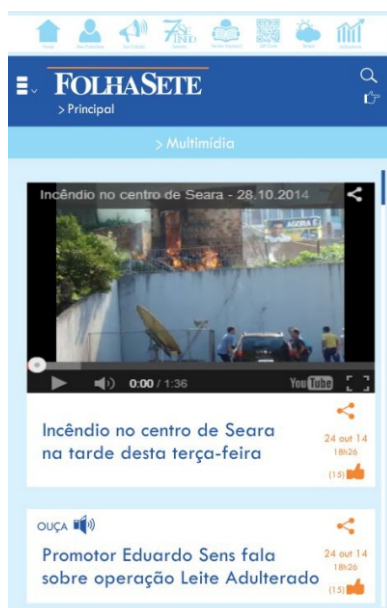 FOLHASETE
> Principal
> Multimídia
Incêndio no centro de Seara - 28.10.2014
AGORA É
45
0:00 / 1:36
YouTube
Incêndio no centro de Seara
na tarde desta terça-feira
24 out 14
18h26
(15)
OUÇA
Promotor Eduardo Sens fala
sobre operação Leite Adulterado
24 out 14
18h26
(15)